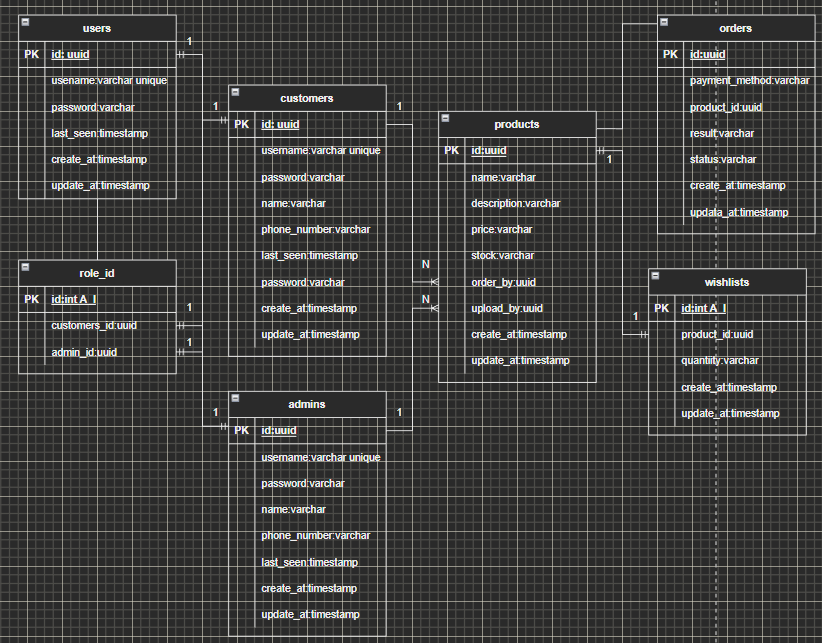 users
PK id: uuid
usename:varchar unique
password:varchar
last_seen:timestamp
create_at:timestamp
update_at:timestamp
1
role_id
PK id:int A_I
customers_id:uuid
admin_id:uuid
1
1
1
customers
PK id: uuid
username:varchar unique
password:varchar
name:varchar
phone_number:varchar
last_seen:timestamp
password:varchar
create_at:timestamp
update_at:timestamp
1
1
admins
PK id:uuid
username:varchar unique
password:varchar
name:varchar
phone_number:varchar
last_seen:timestamp
create_at:timestamp
update_at:timestamp
1
N
N
products
PK id:uuid
name:varchar
description:varchar
price:varchar
stock:varchar
order_by:uuid
upload_by:uuid
create_at:timestamp
update_at:timestamp
1
orders
PK id:uuid
payment_method:varchar
product_id:uuid
result:varchar
status:varchar
create_at:timestamp
updala_at:timestamp
1
wishlists
PK id:int A_I
product_id:uuid
quantiity:varchar
create_at:timestamp
update_at:timestamp